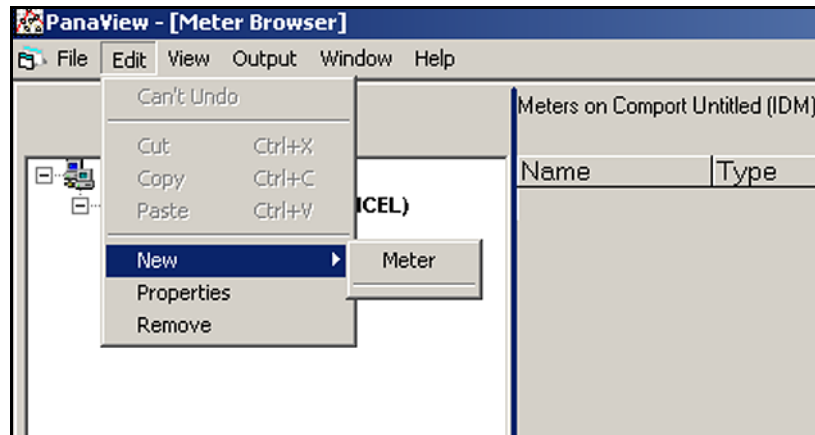 PanaView - [Meter Browser]
File Edit View Output Window Help
Can't Undo
Meters on Comport Untitled (IDM)
Cut Ctrl+X
Name Type
Copy Ctrl+C
Paste Ctrl+V
ICEL)
New Meter
Properties
Remove